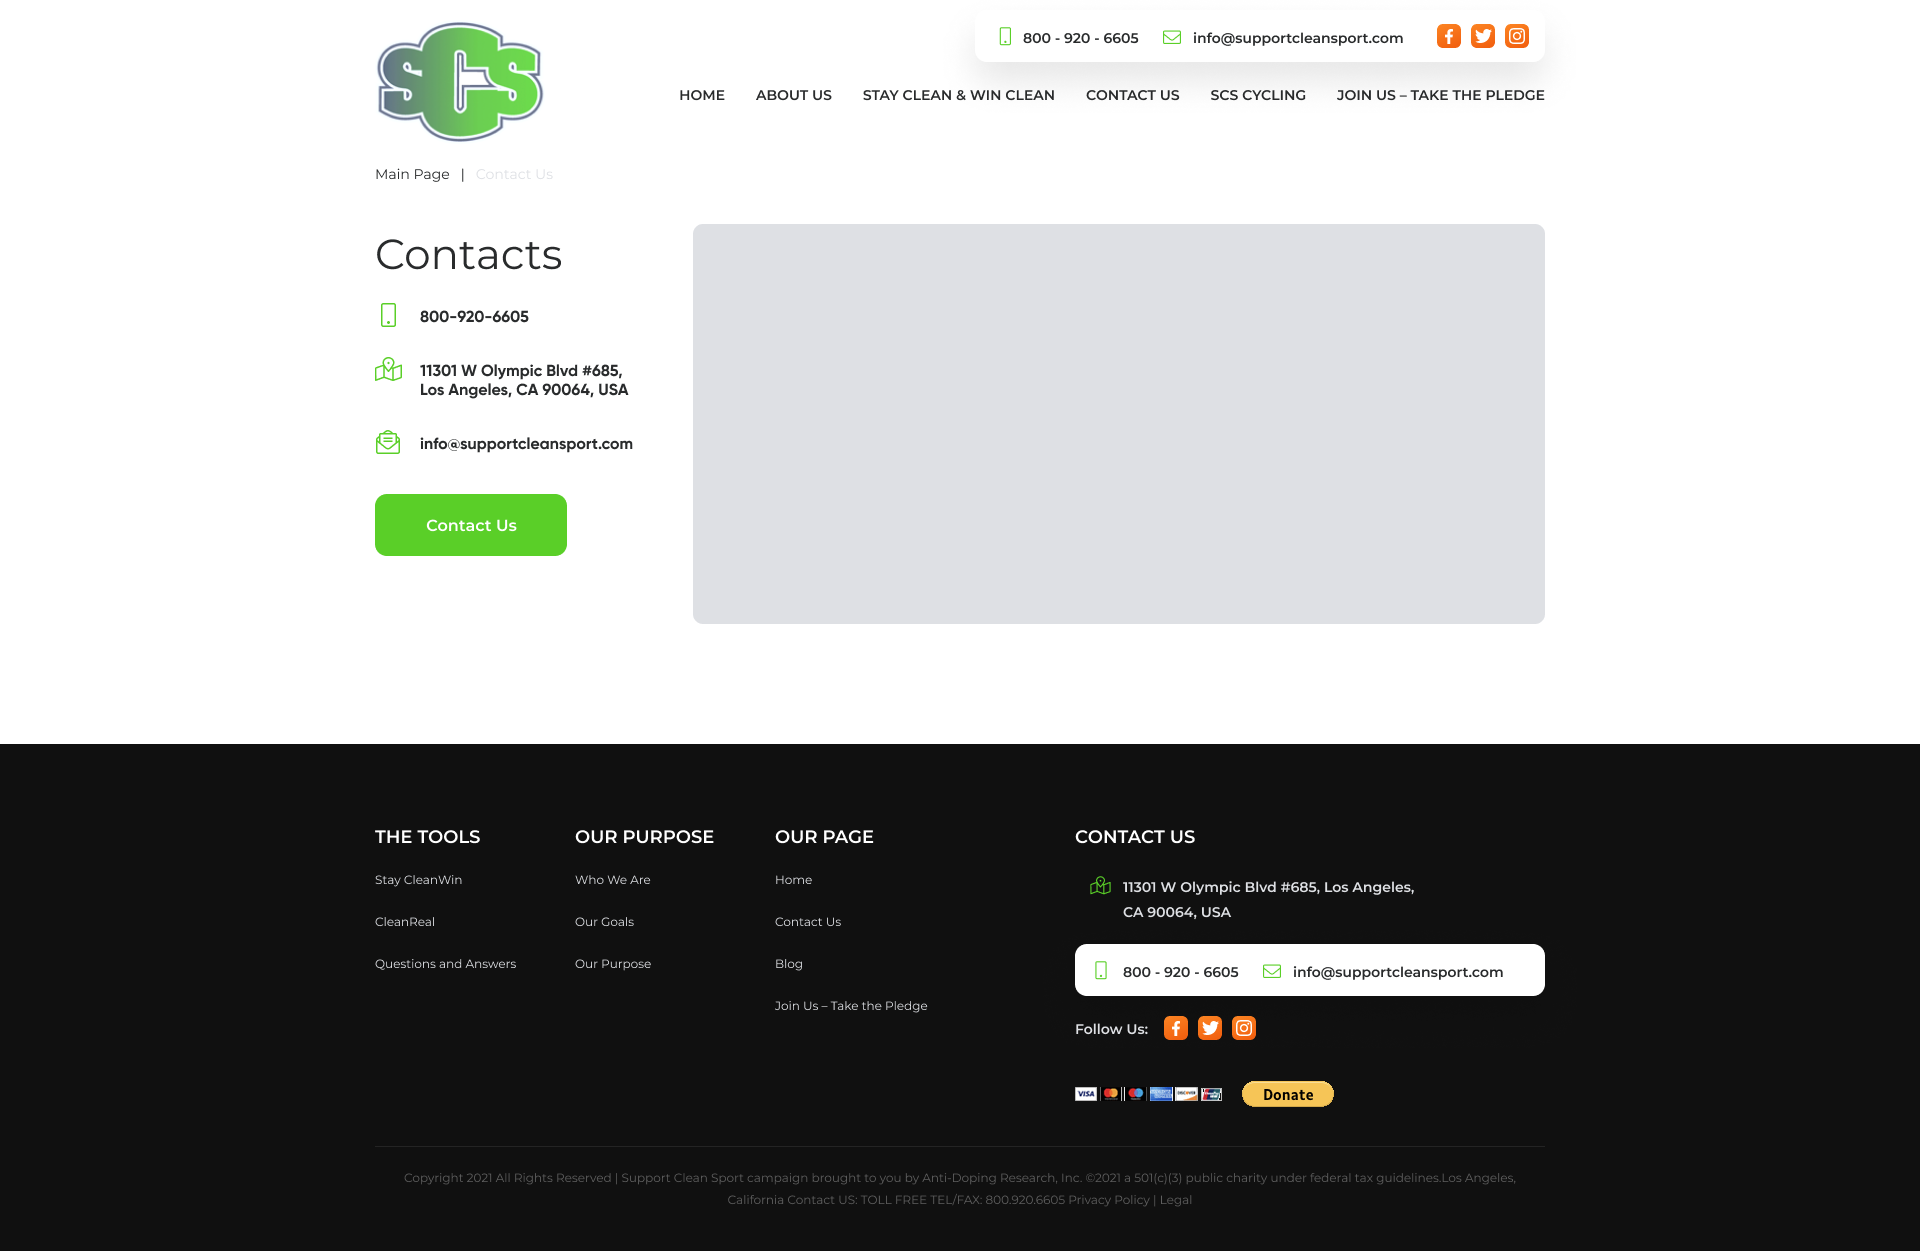 SCS
800 - 920 - 6605 info@supportcleansport.com
HOME ABOUT US STAY CLEAN & WIN CLEAN CONTACT US SCS CYCLING JOIN US – TAKE THE PLEDGE
Main Page | Contact Us
Contacts
800-920-6605
11301 W Olympic Blvd #685,
Los Angeles, CA 90064, USA
info@supportcleansport.com
Contact Us
THE TOOLS
Stay CleanWin
CleanReal
Questions and Answers
OUR PURPOSE
Who We Are
Our Goals
Our Purpose
OUR PAGE
Home
Contact Us
Blog
Join Us – Take the Pledge
CONTACT US
11301 W Olympic Blvd #685, Los Angeles,
CA 90064, USA
800 - 920 - 6605 info@supportcleansport.com
Follow Us:
VISA
Donate
Copyright 2021 All Rights Reserved | Support Clean Sport campaign brought to you by Anti-Doping Research, Inc. ©2021 a 501(c)(3) public charity under federal tax guidelines.Los Angeles,
California Contact US: TOLL FREE TEL/FAX: 800.920.6605 Privacy Policy | Legal